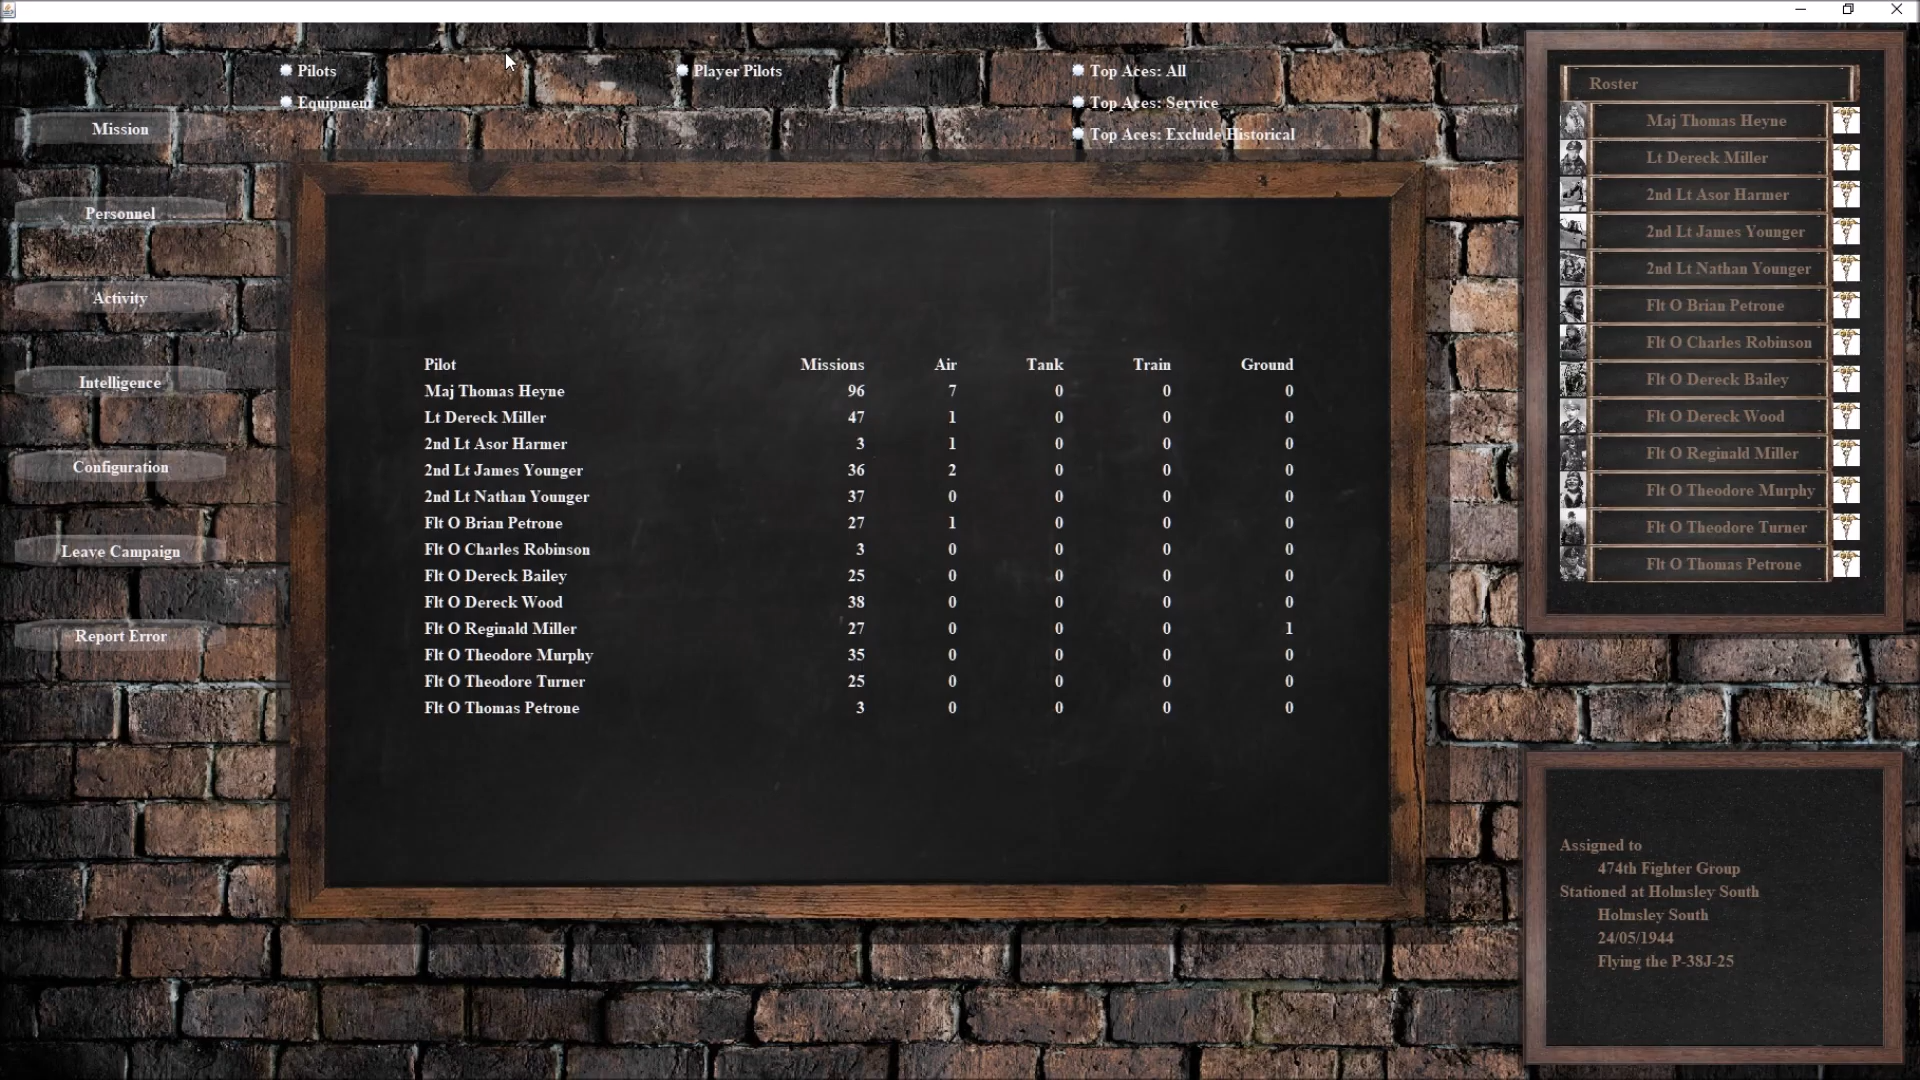 Pilots
Player Pilots
Top Aces: All
Equipment
Top Aces: Service
Top Aces: Exclude Historical
Mission
Personnel
Activity
Intelligence
Configuration
Leave Campaign
Report Error
Pilot Missions Air Tank Train Ground
Maj Thomas Heyne 96 7 0 0 0
Lt Dereck Miller 47 1 0 0 0
2nd Lt Asor Harmer 3 1 0 0 0
2nd Lt James Younger 36 2 0 0 0
2nd Lt Nathan Younger 37 0 0 0 0
Flt O Brian Petrone 27 1 0 0 0
Flt O Charles Robinson 3 0 0 0 0
Flt O Dereck Bailey 25 0 0 0 0
Flt O Dereck Wood 38 0 0 0 0
Flt O Reginald Miller 27 0 0 0 1
Flt O Theodore Murphy 35 0 0 0 0
Flt O Theodore Turner 25 0 0 0 0
Flt O Thomas Petrone 3 0 0 0 0
Roster
Maj Thomas Heyne
Lt Dereck Miller
2nd Lt Asor Harmer
2nd Lt James Younger
2nd Lt Nathan Younger
Flt O Brian Petrone
Flt O Charles Robinson
Flt O Dereck Bailey
Flt O Dereck Wood
Flt O Reginald Miller
Flt O Theodore Murphy
Flt O Theodore Turner
Flt O Thomas Petrone
Assigned to
474th Fighter Group
Stationed at Holmsley South
Holmsley South
24/05/1944
Flying the P-38J-25